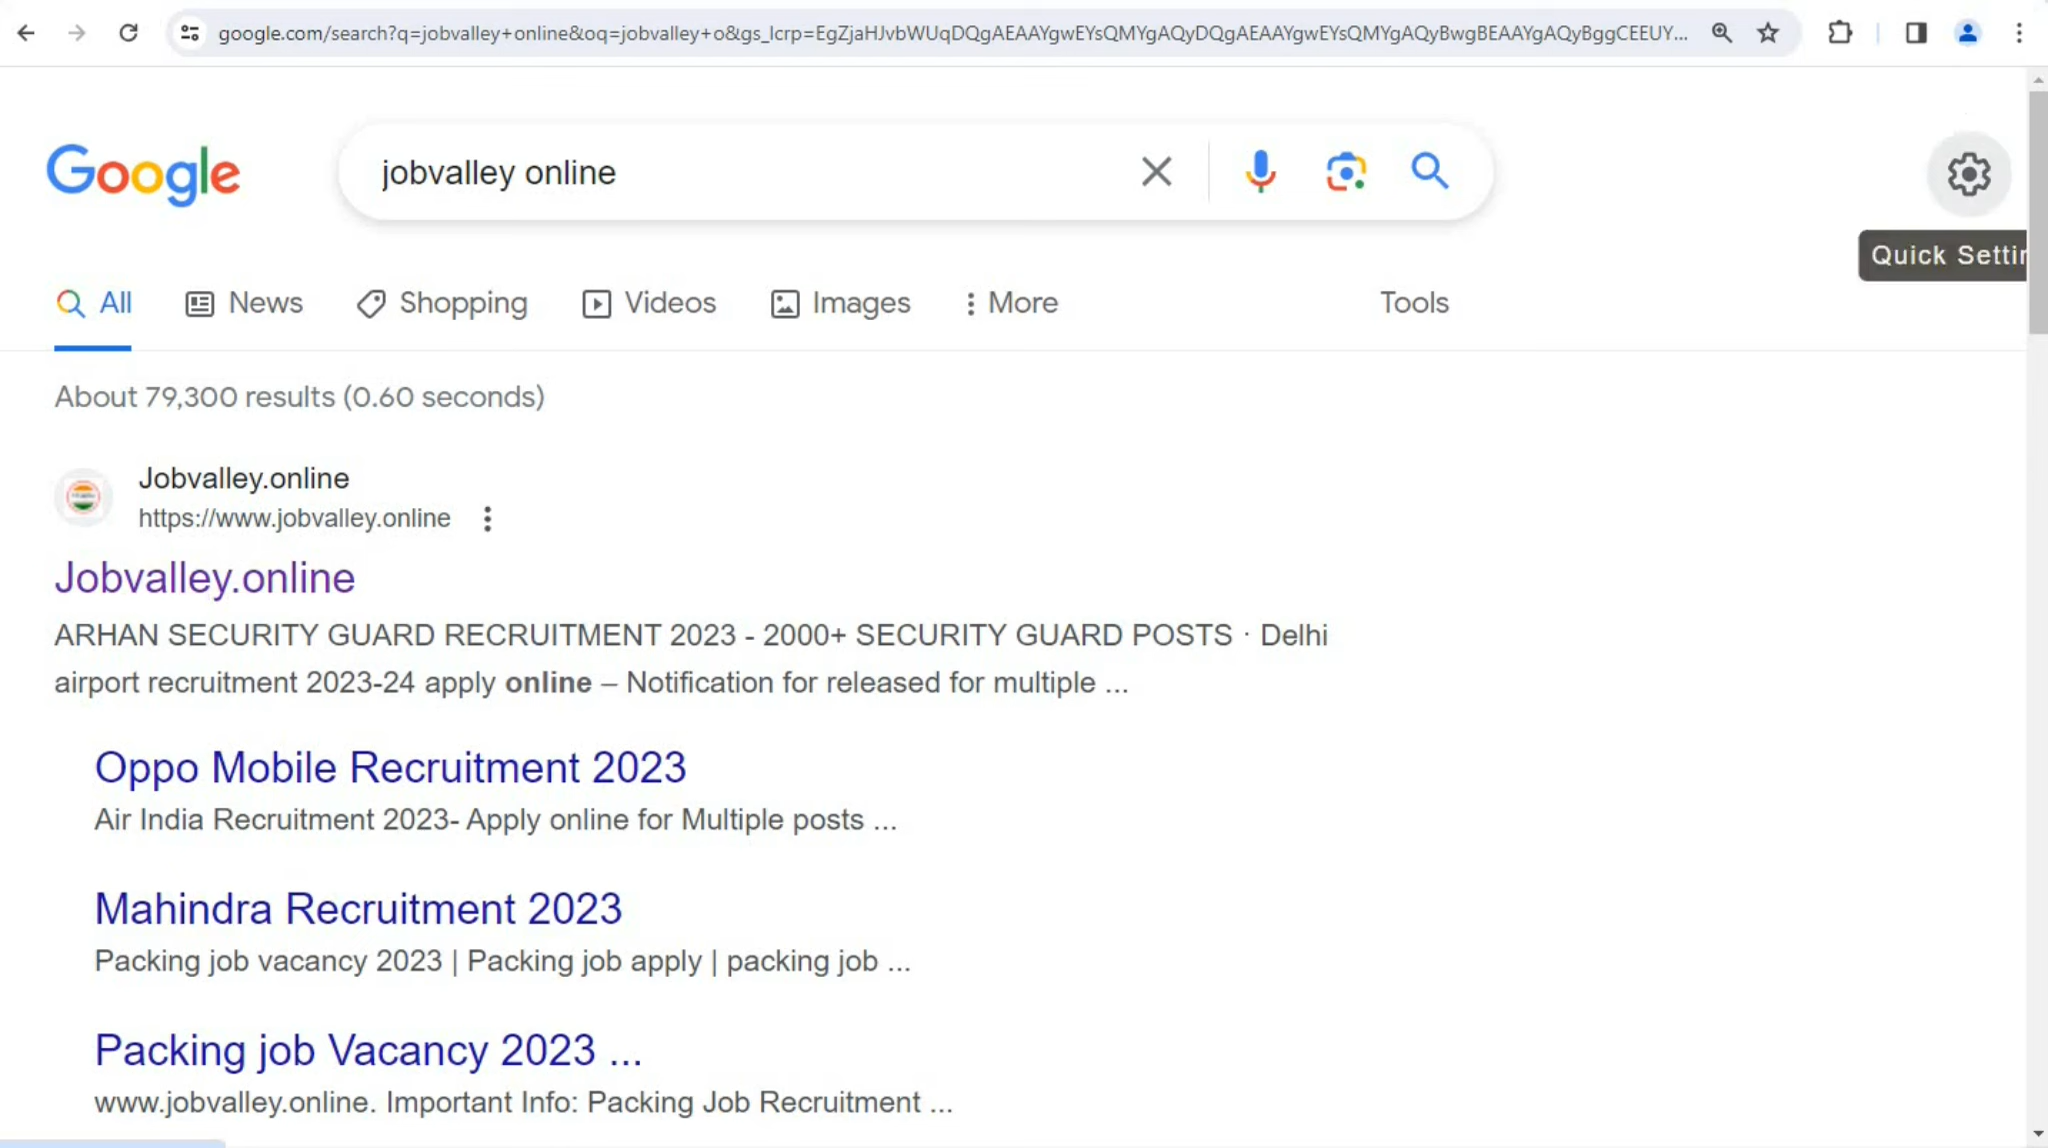 google.com/search?q=jobvalley+online&oq=jobvalley+o&gs_lcrp=EgZjaHJvbWUqDQgAEAAYgwEYsQMYgAQyDQgAEAAYgwEYsQMYgAQyBwgBEAAYgAQyBggCEEUY...
Google
jobvalley online
Quick Settin
All
News
Shopping
Videos
Images
More
Tools
About 79,300 results (0.60 seconds)
Jobvalley.online
https://www.jobvalley.online
Jobvalley.online
ARHAN SECURITY GUARD RECRUITMENT 2023 - 2000+ SECURITY GUARD POSTS · Delhi
airport recruitment 2023-24 apply online – Notification for released for multiple ...
Oppo Mobile Recruitment 2023
Air India Recruitment 2023- Apply online for Multiple posts ...
Mahindra Recruitment 2023
Packing job vacancy 2023 | Packing job apply | packing job ...
Packing job Vacancy 2023 ...
www.jobvalley.online. Important Info: Packing Job Recruitment ...